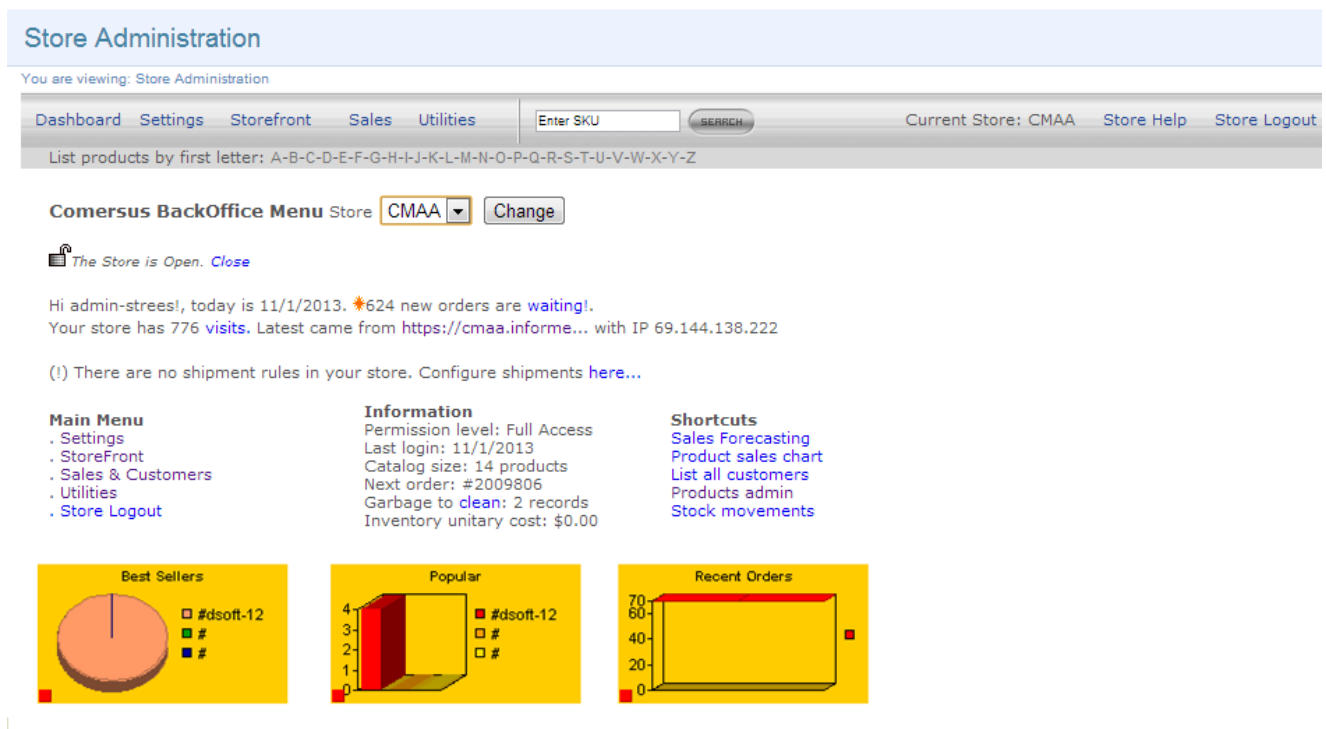 Store Administration
You are viewing: Store Administration
Dashboard Settings Storefront Sales Utilities Enter SKU SEARCH Current Store: CMAA Store Help Store Logout
List products by first letter: A-B-C-D-E-F-G-H-I-J-K-L-M-N-O-P-Q-R-S-T-U-V-W-X-Y-Z
Comersus BackOffice Menu Store CMAA Change
The Store is Open. Close
Hi admin-strees!, today is 11/1/2013. 624 new orders are waiting!.
Your store has 776 visits. Latest came from https://cmaa.informe... with IP 69.144.138.222
(!) There are no shipment rules in your store. Configure shipments here...
Main Menu
. Settings
. StoreFront
. Sales & Customers
. Utilities
. Store Logout
Information
Permission level: Full Access
Last login: 11/1/2013
Catalog size: 14 products
Next order: #2009806
Garbage to clean: 2 records
Inventory unitary cost: $0.00
Shortcuts
Sales Forecasting
Product sales chart
List all customers
Products admin
Stock movements
Best Sellers
#dsoft-12
#
#
Popular
4
3
2
1
0
#dsoft-12
#
#
Recent Orders
70
60
40
20
0